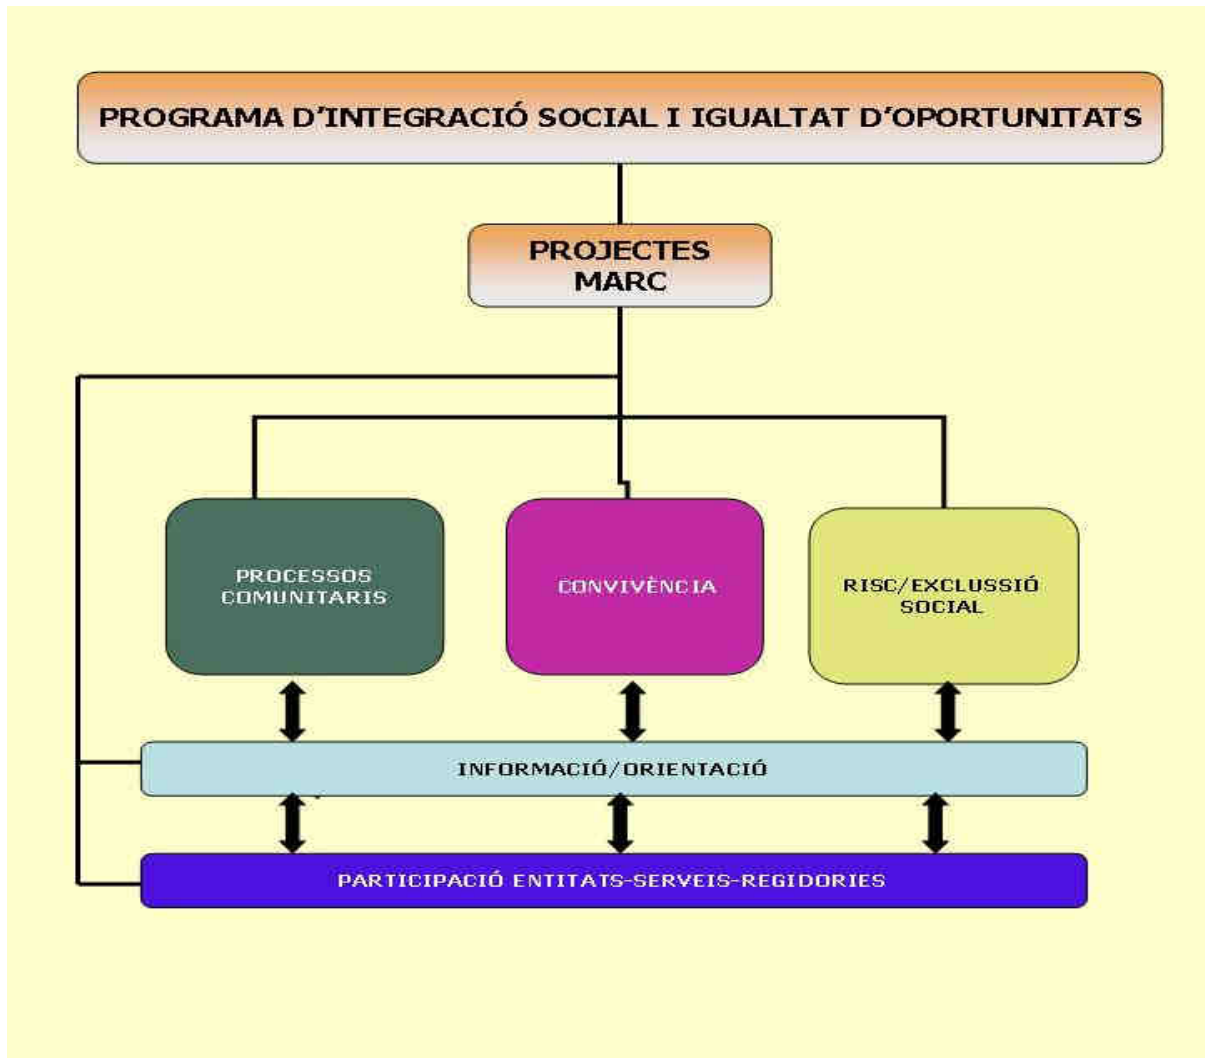 PROGRAMA D'INTEGRACIÓ SOCIAL I IGUALTAT D'OPORTUNITATS
PROJECTES
MARC
PROCESSOS
COMUNITARIS
CONVIVÈNCIA
RISC/EXCLUSSIÓ
SOCIAL
INFORMACIÓ/ORIENTACIÓ
PARTICIPACIÓ ENTITATS-SERVEIS-REGIDORIES